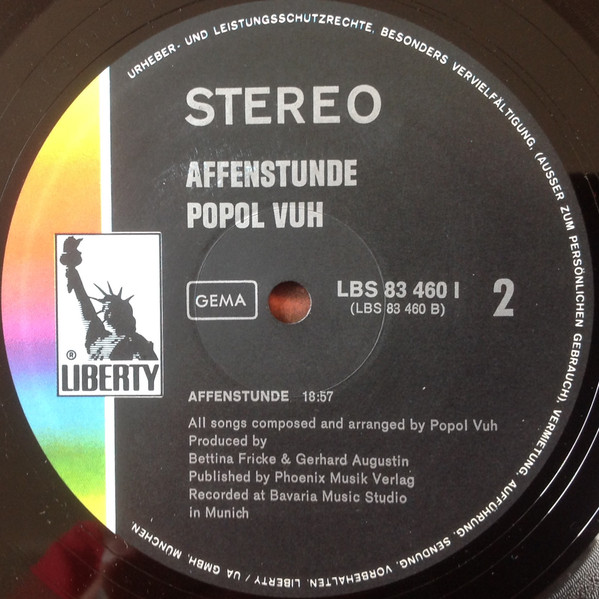 URHEBER- UND LEISTUNGSSCHUTZRECHTE, BESONDERS VERVIELFÄLTIGUNG, (AUSSER ZUM PERSÖNLICHEN GEBRAUCH), VERMIETUNG, AUFFÜHRUNG, SENDUNG, VORBEHALTEN. LIBERTY / UA GMBH, MÜNCHEN.
STEREO
AFFENSTUNDE
POPOL VUH
GEMA
LBS 83 460 I
(LBS 83 460 B)
2
®
LIBERTY
AFFENSTUNDE 18:57
All songs composed and arranged by Popol Vuh
Produced by
Bettina Fricke & Gerhard Augustin
Published by Phoenix Musik Verlag
Recorded at Bavaria Music Studio
in Munich